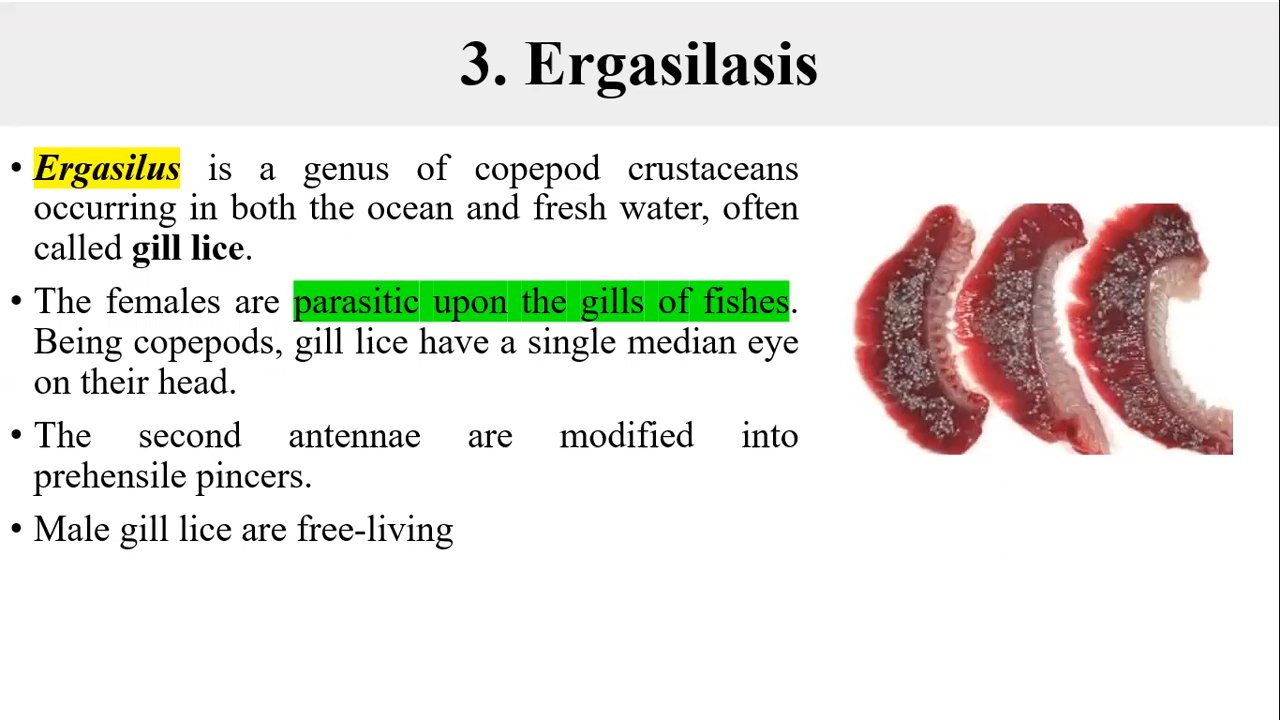 3. Ergasilasis
• Ergasilus is a genus of copepod crustaceans
occurring in both the ocean and fresh water, often
called gill lice.
• The females are parasitic upon the gills of fishes.
Being copepods, gill lice have a single median eye
on their head.
• The second antennae are modified into
prehensile pincers.
• Male gill lice are free-living